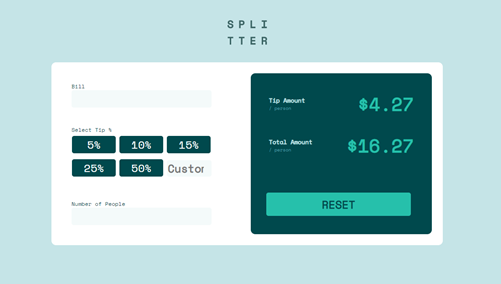 SPLI
TTER
Bill
Select Tip %
5% 10% 15%
25% 50% Custor
Number of People
Tip Amount
/ person
$4.27
Total Amount
/ person
$16.27
RESET